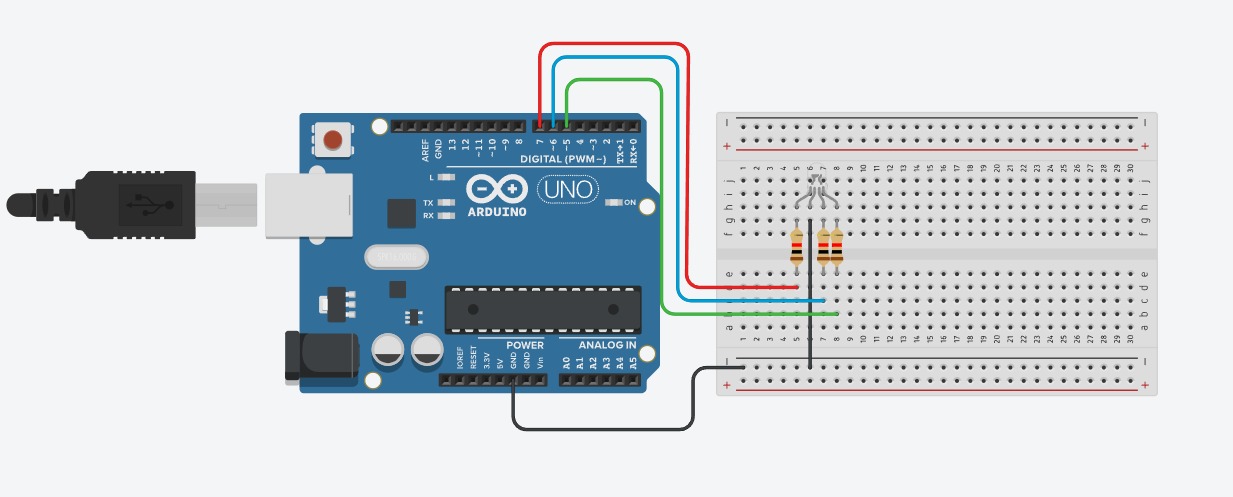 AREF
GND
13
12
~11
~10
~9
8
7
~6
~5
4
~3
2
TX→1
RX←0
DIGITAL (PWM~)
L
TX
RX
ARDUINO
UNO
ON
POWER
ANALOG IN
IOREF
RESET
3.3V
5V
GND
GND
Vin
A0
A1
A2
A3
A4
A5
− −
+ +
1 2 3 4 5 6 7 8 9 10 11 12 13 14 15 16 17 18 19 20 21 22 23 24 25 26 27 28 29 30
j j
i i
h h
g g
f f
e e
d d
c c
b b
a a
1 2 3 4 5 6 7 8 9 10 11 12 13 14 15 16 17 18 19 20 21 22 23 24 25 26 27 28 29 30
− −
+ +